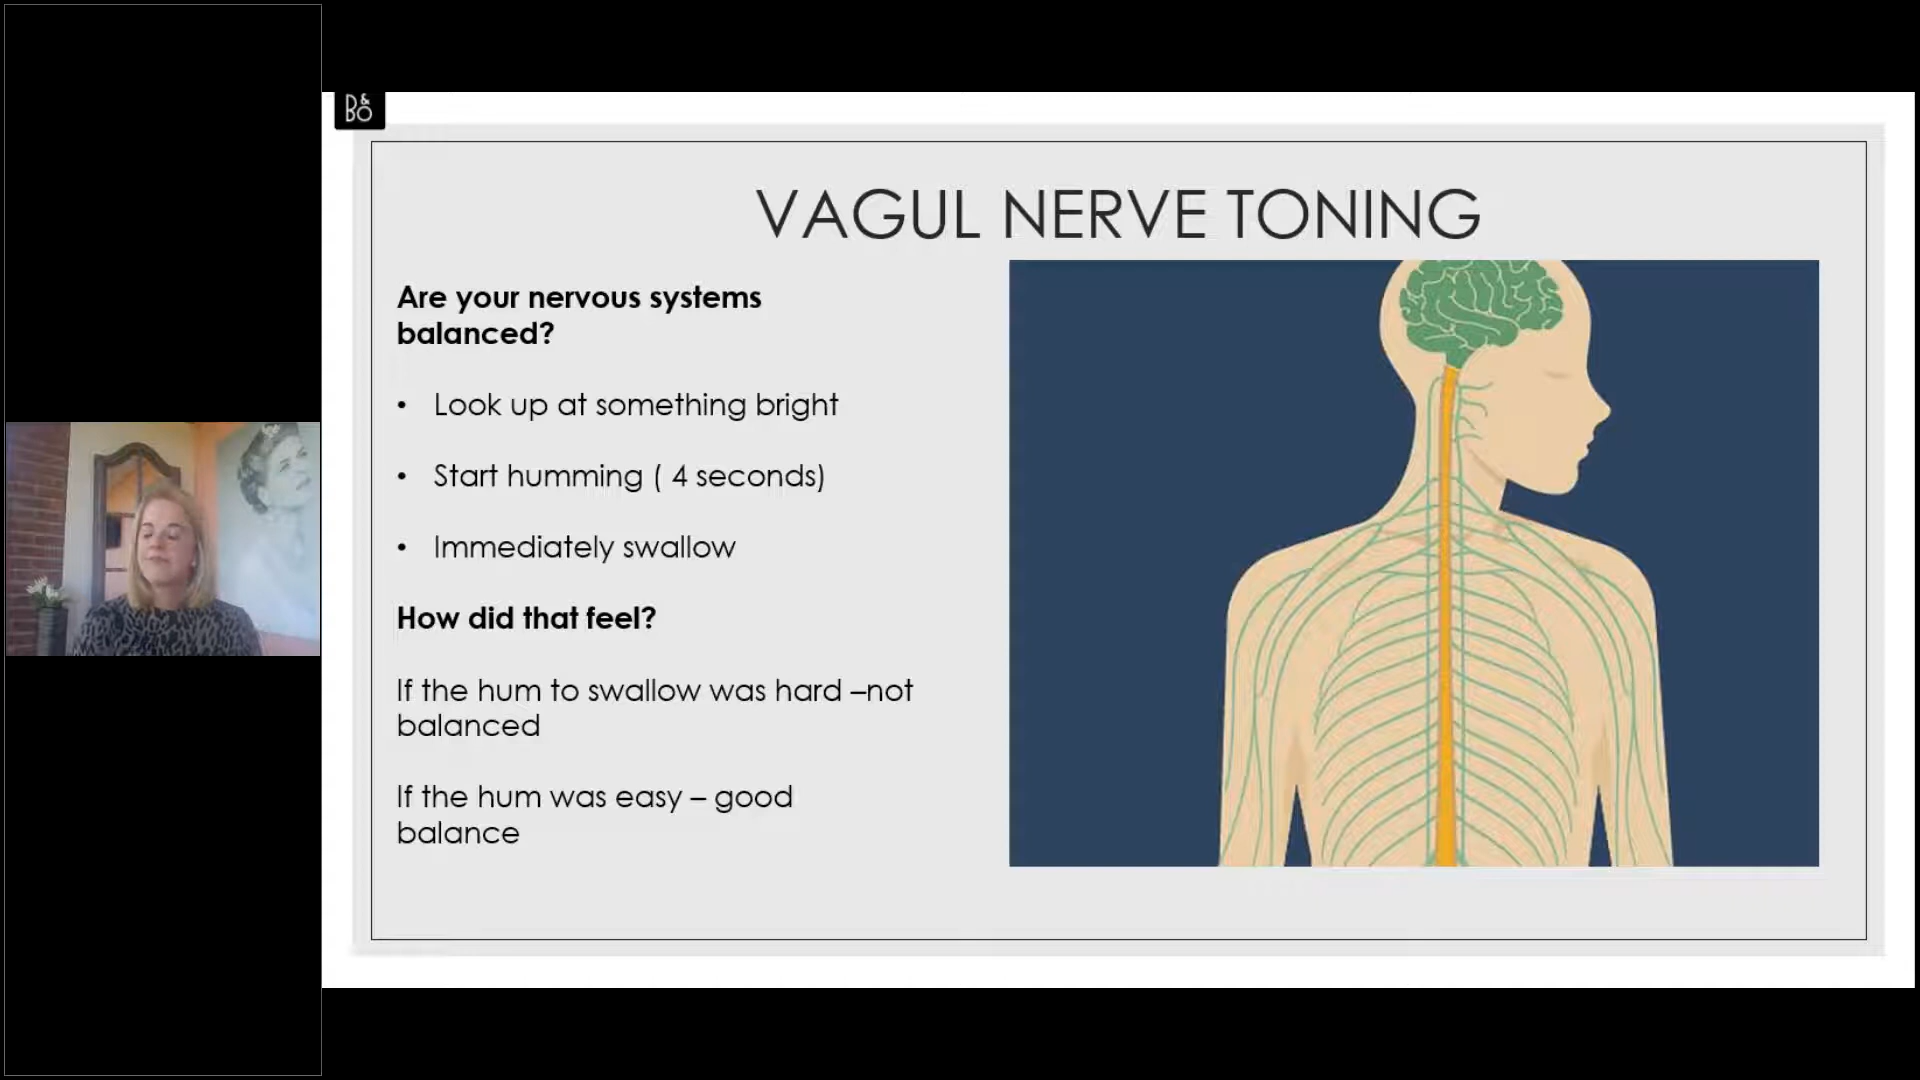 B&O
VAGUL NERVE TONING
Are your nervous systems
balanced?
• Look up at something bright
• Start humming ( 4 seconds)
• Immediately swallow
How did that feel?
If the hum to swallow was hard –not
balanced
If the hum was easy – good
balance